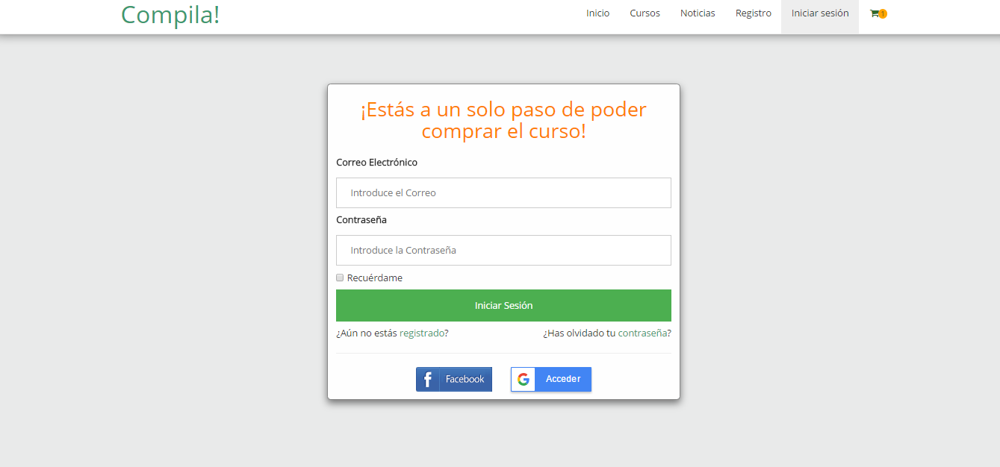 Compila!
Inicio Cursos Noticias Registro Iniciar sesión 1
¡Estás a un solo paso de poder
comprar el curso!
Correo Electrónico
Introduce el Correo
Contraseña
Introduce la Contraseña
Recuérdame
Iniciar Sesión
¿Aún no estás registrado? ¿Has olvidado tu contraseña?
f Facebook G Acceder